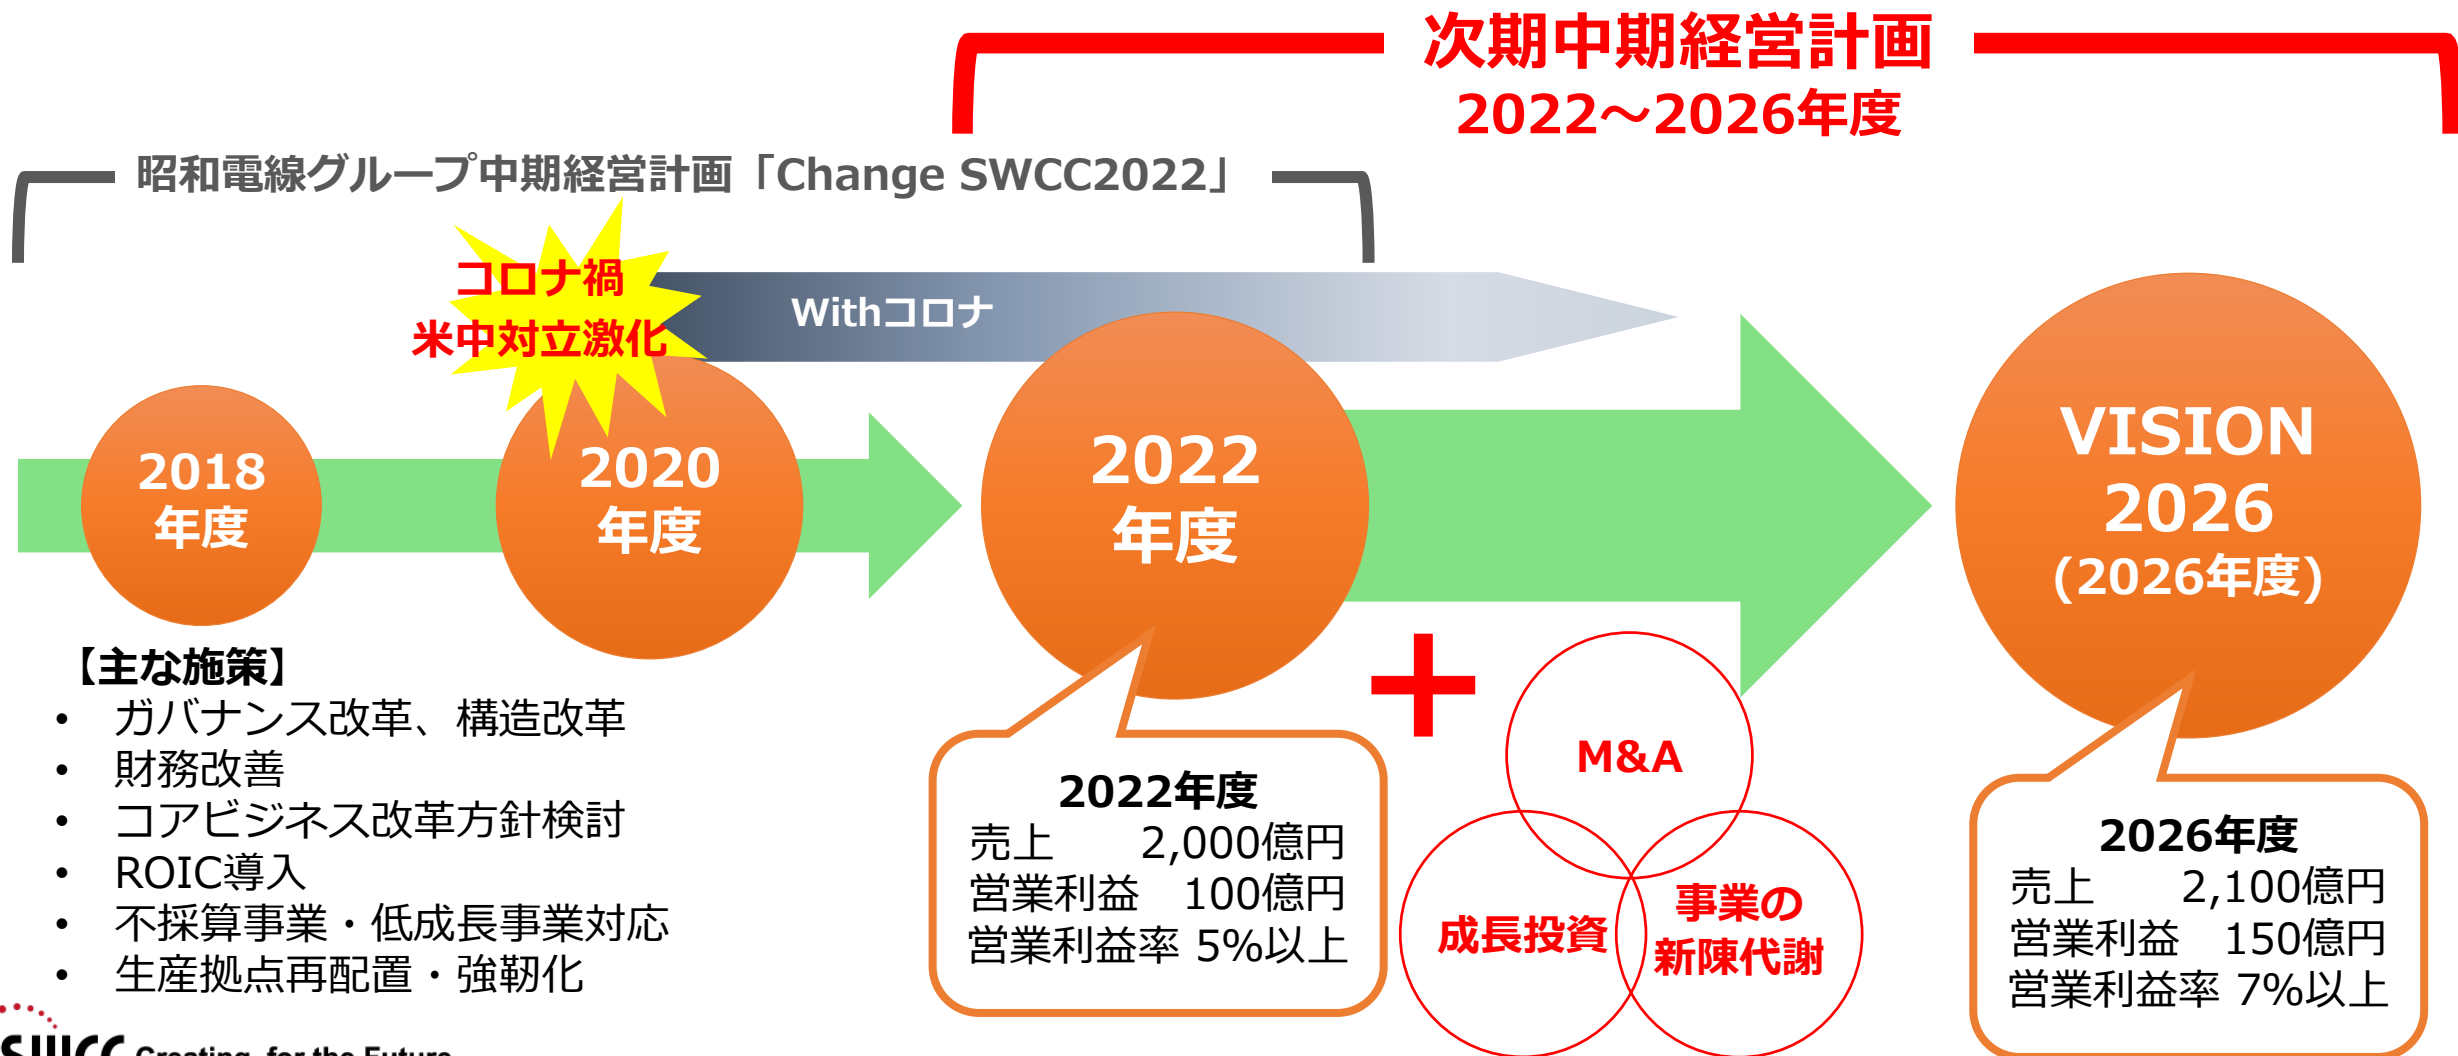 次期中期経営計画
2022～2026年度
昭和電線グループ中期経営計画「Change SWCC2022」
コロナ禍
米中対立激化
Withコロナ
2018
年度
2020
年度
2022
年度
VISION
2026
(2026年度)
【主な施策】
• ガバナンス改革、構造改革
• 財務改善
• コアビジネス改革方針検討
• ROIC導入
• 不採算事業・低成長事業対応
• 生産拠点再配置・強靭化
2022年度
売上 2,000億円
営業利益 100億円
営業利益率 5%以上
+
M&A
成長投資
事業の
新陳代謝
2026年度
売上 2,100億円
営業利益 150億円
営業利益率 7%以上
SWCC Creating for the Future